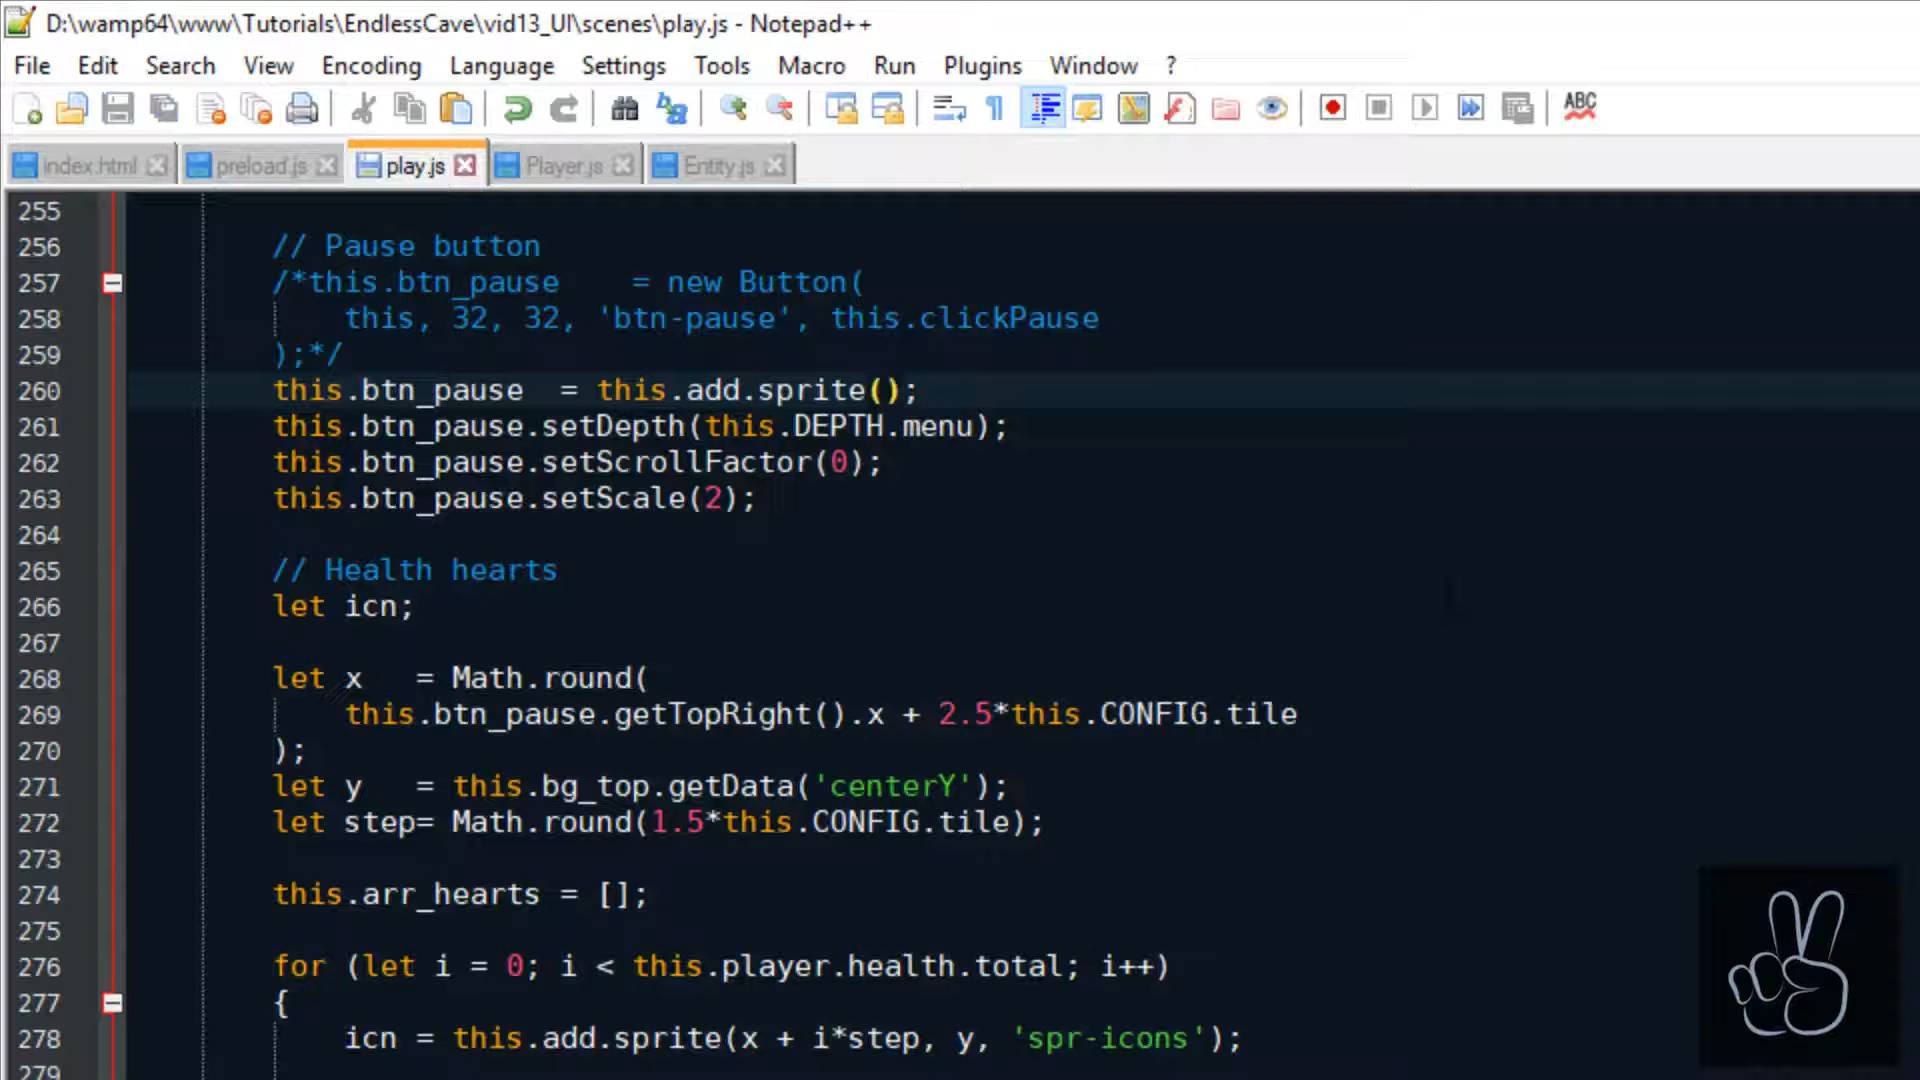 D:\wamp64\www\Tutorials\EndlessCave\vid13_UI\scenes\play.js - Notepad++
File Edit Search View Encoding Language Settings Tools Macro Run Plugins Window ?
ABC
index.html preload.js play.js Player.js Entity.js
255
256 // Pause button
257 /*this.btn_pause    = new Button(
258 this, 32, 32, 'btn-pause', this.clickPause
259 );*/
260 this.btn_pause  = this.add.sprite();
261 this.btn_pause.setDepth(this.DEPTH.menu);
262 this.btn_pause.setScrollFactor(0);
263 this.btn_pause.setScale(2);
264
265 // Health hearts
266 let icn;
267
268 let x   = Math.round(
269 this.btn_pause.getTopRight().x + 2.5*this.CONFIG.tile
270 );
271 let y   = this.bg_top.getData('centerY');
272 let step= Math.round(1.5*this.CONFIG.tile);
273
274 this.arr_hearts = [];
275
276 for (let i = 0; i < this.player.health.total; i++)
277 {
278 icn = this.add.sprite(x + i*step, y, 'spr-icons');
279